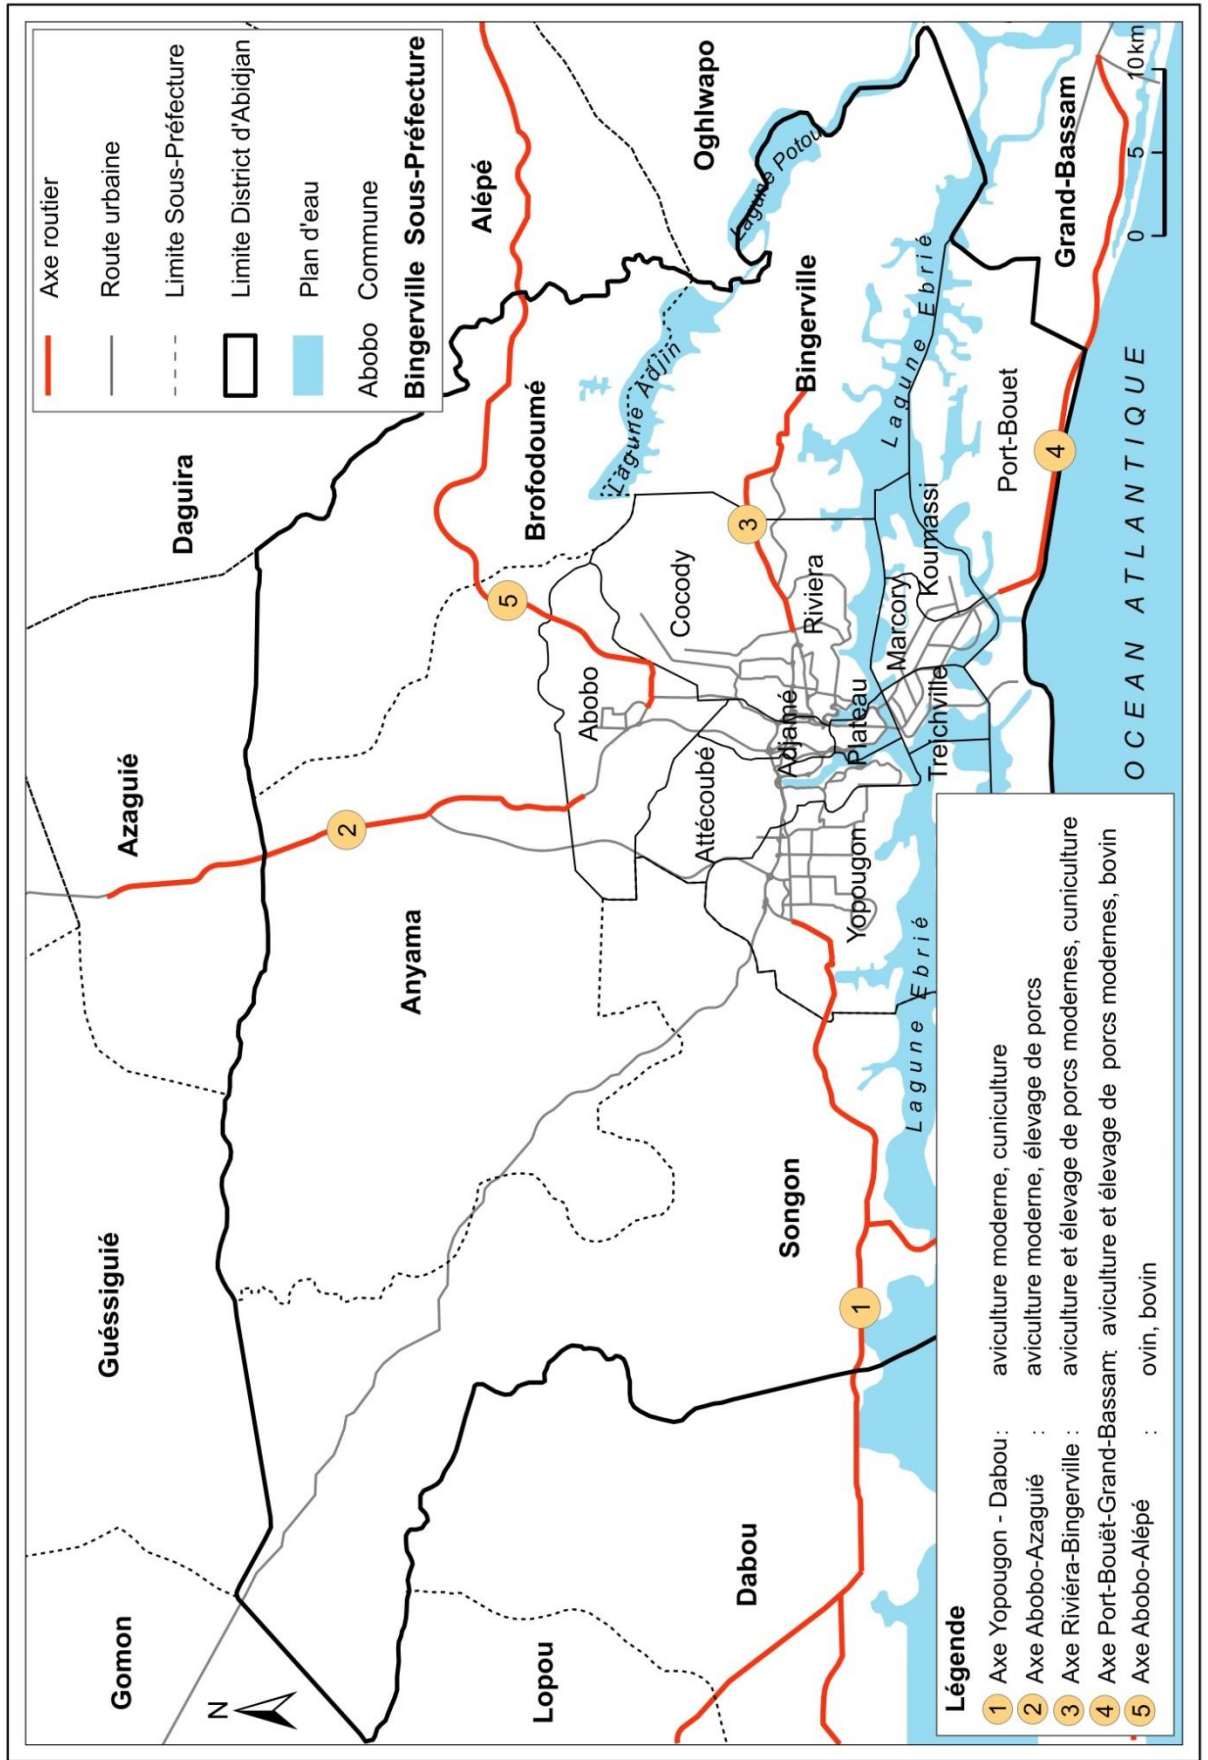 Axe routier
Route urbaine
Limite Sous-Préfecture
Limite District d'Abidjan
Plan d'eau
Abobo Commune
Bingerville Sous-Préfecture
Gomon
Guéssiguié
Azaguié
Daguira
N
2
Anyama
Alépé
Lopou
5
Brofodoumé
Abobo
Lagune Adjin
Oghlwapo
Cocody
Attécoubé
Lagune Potou
Dabou
Songon
3
Bingerville
Adjamé
Riviera
1
Yopougon
Plateau
Marcory
Koumassi
Lagune Ebrié
Lagune Ebrié
Treichville
Port-Bouet
4
Grand-Bassam
OCEAN ATLANTIQUE
0 5 10km
Légende
1 Axe Yopougon - Dabou : aviculture moderne, cuniculture
2 Axe Abobo-Azaguié : aviculture moderne, élevage de porcs
3 Axe Riviéra-Bingerville : aviculture et élevage de porcs modernes, cuniculture
4 Axe Port-Bouët-Grand-Bassam: aviculture et élevage de porcs modernes, bovin
5 Axe Abobo-Alépé : ovin, bovin